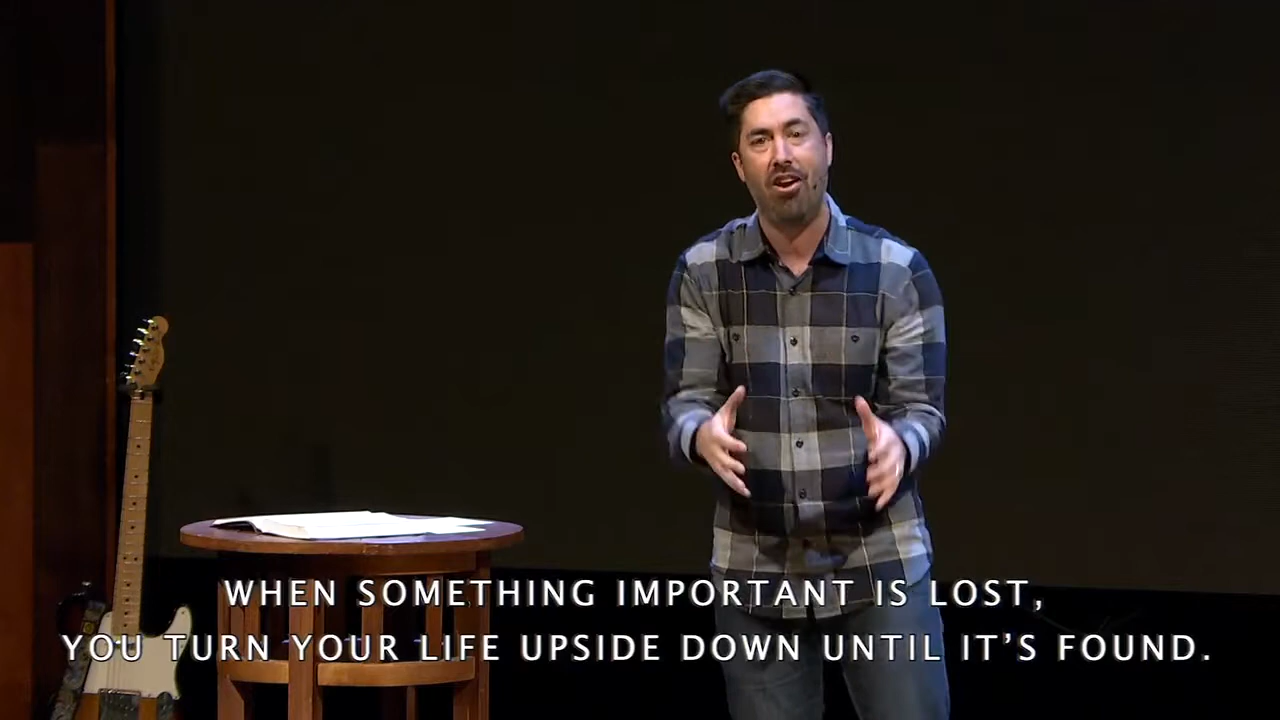 WHEN SOMETHING IMPORTANT IS LOST,
YOU TURN YOUR LIFE UPSIDE DOWN UNTIL IT'S FOUND.